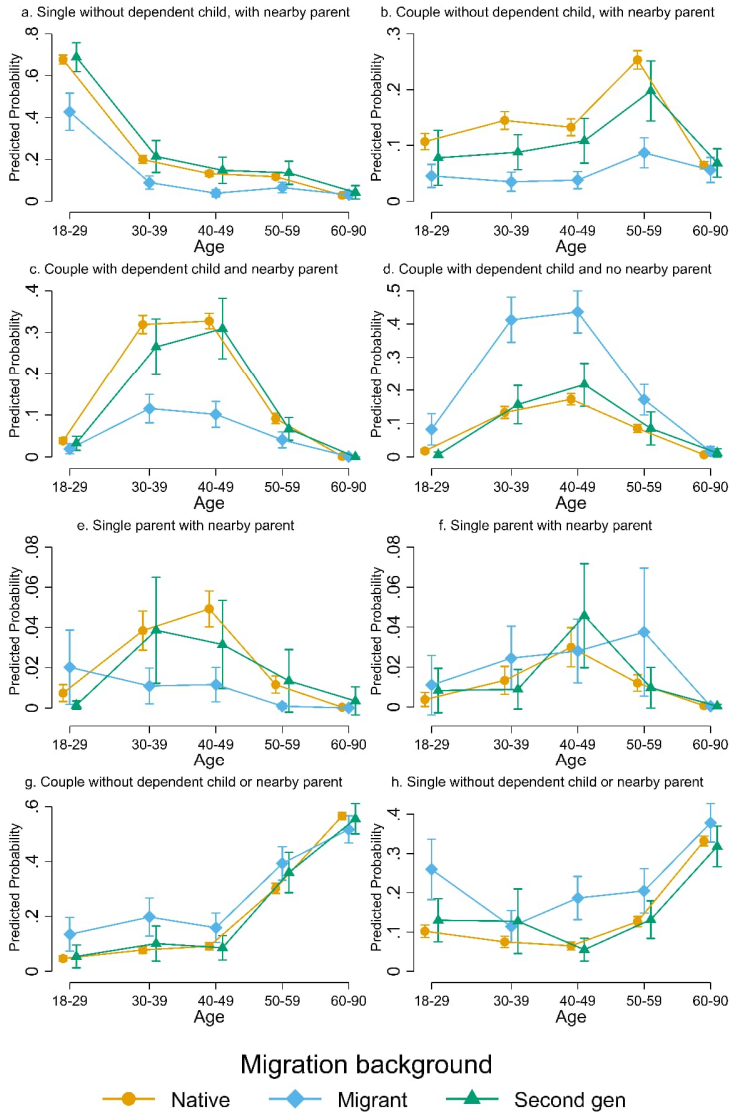 a. Single without dependent child, with nearby parent
Predicted Probability
.8
.6
.4
.2
0
18-29 30-39 40-49 50-59 60-90
Age
b. Couple without dependent child, with nearby parent
Predicted Probability
.3
.2
.1
0
18-29 30-39 40-49 50-59 60-90
Age
c. Couple with dependent child and nearby parent
Predicted Probability
.4
.3
.2
.1
0
18-29 30-39 40-49 50-59 60-90
Age
d. Couple with dependent child and no nearby parent
Predicted Probability
.5
.4
.3
.2
.1
0
18-29 30-39 40-49 50-59 60-90
Age
e. Single parent with nearby parent
Predicted Probability
.08
.06
.04
.02
0
18-29 30-39 40-49 50-59 60-90
Age
f. Single parent with nearby parent
Predicted Probability
.08
.06
.04
.02
0
18-29 30-39 40-49 50-59 60-90
Age
g. Couple without dependent child or nearby parent
Predicted Probability
.6
.4
.2
0
18-29 30-39 40-49 50-59 60-90
Age
h. Single without dependent child or nearby parent
Predicted Probability
.4
.3
.2
.1
0
18-29 30-39 40-49 50-59 60-90
Age
Migration background
Native Migrant Second gen